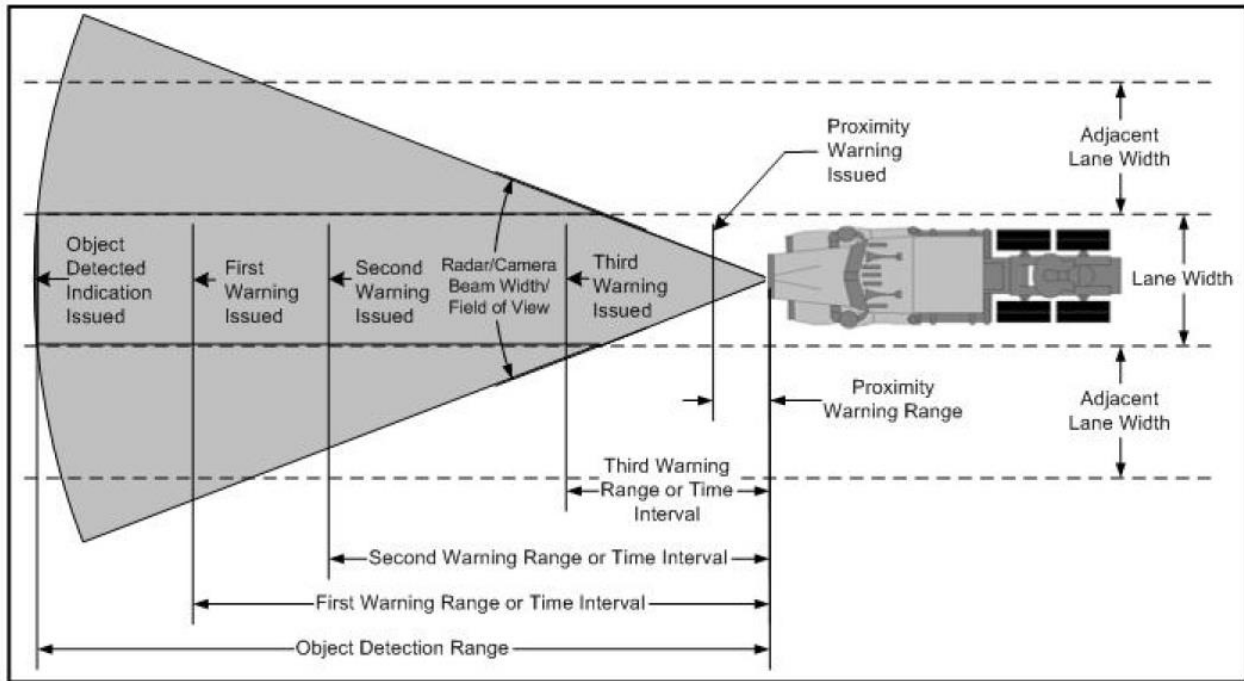 Proximity
Warning
Issued
Adjacent
Lane Width
Object
Detected
Indication
Issued
First
Warning
Issued
Second
Warning
Issued
Radar/Camera
Beam Width/
Field of View
Third
Warning
Issued
Lane Width
Proximity
Warning Range
Adjacent
Lane Width
Third Warning
Range or Time
Interval
Second Warning Range or Time Interval
First Warning Range or Time Interval
Object Detection Range